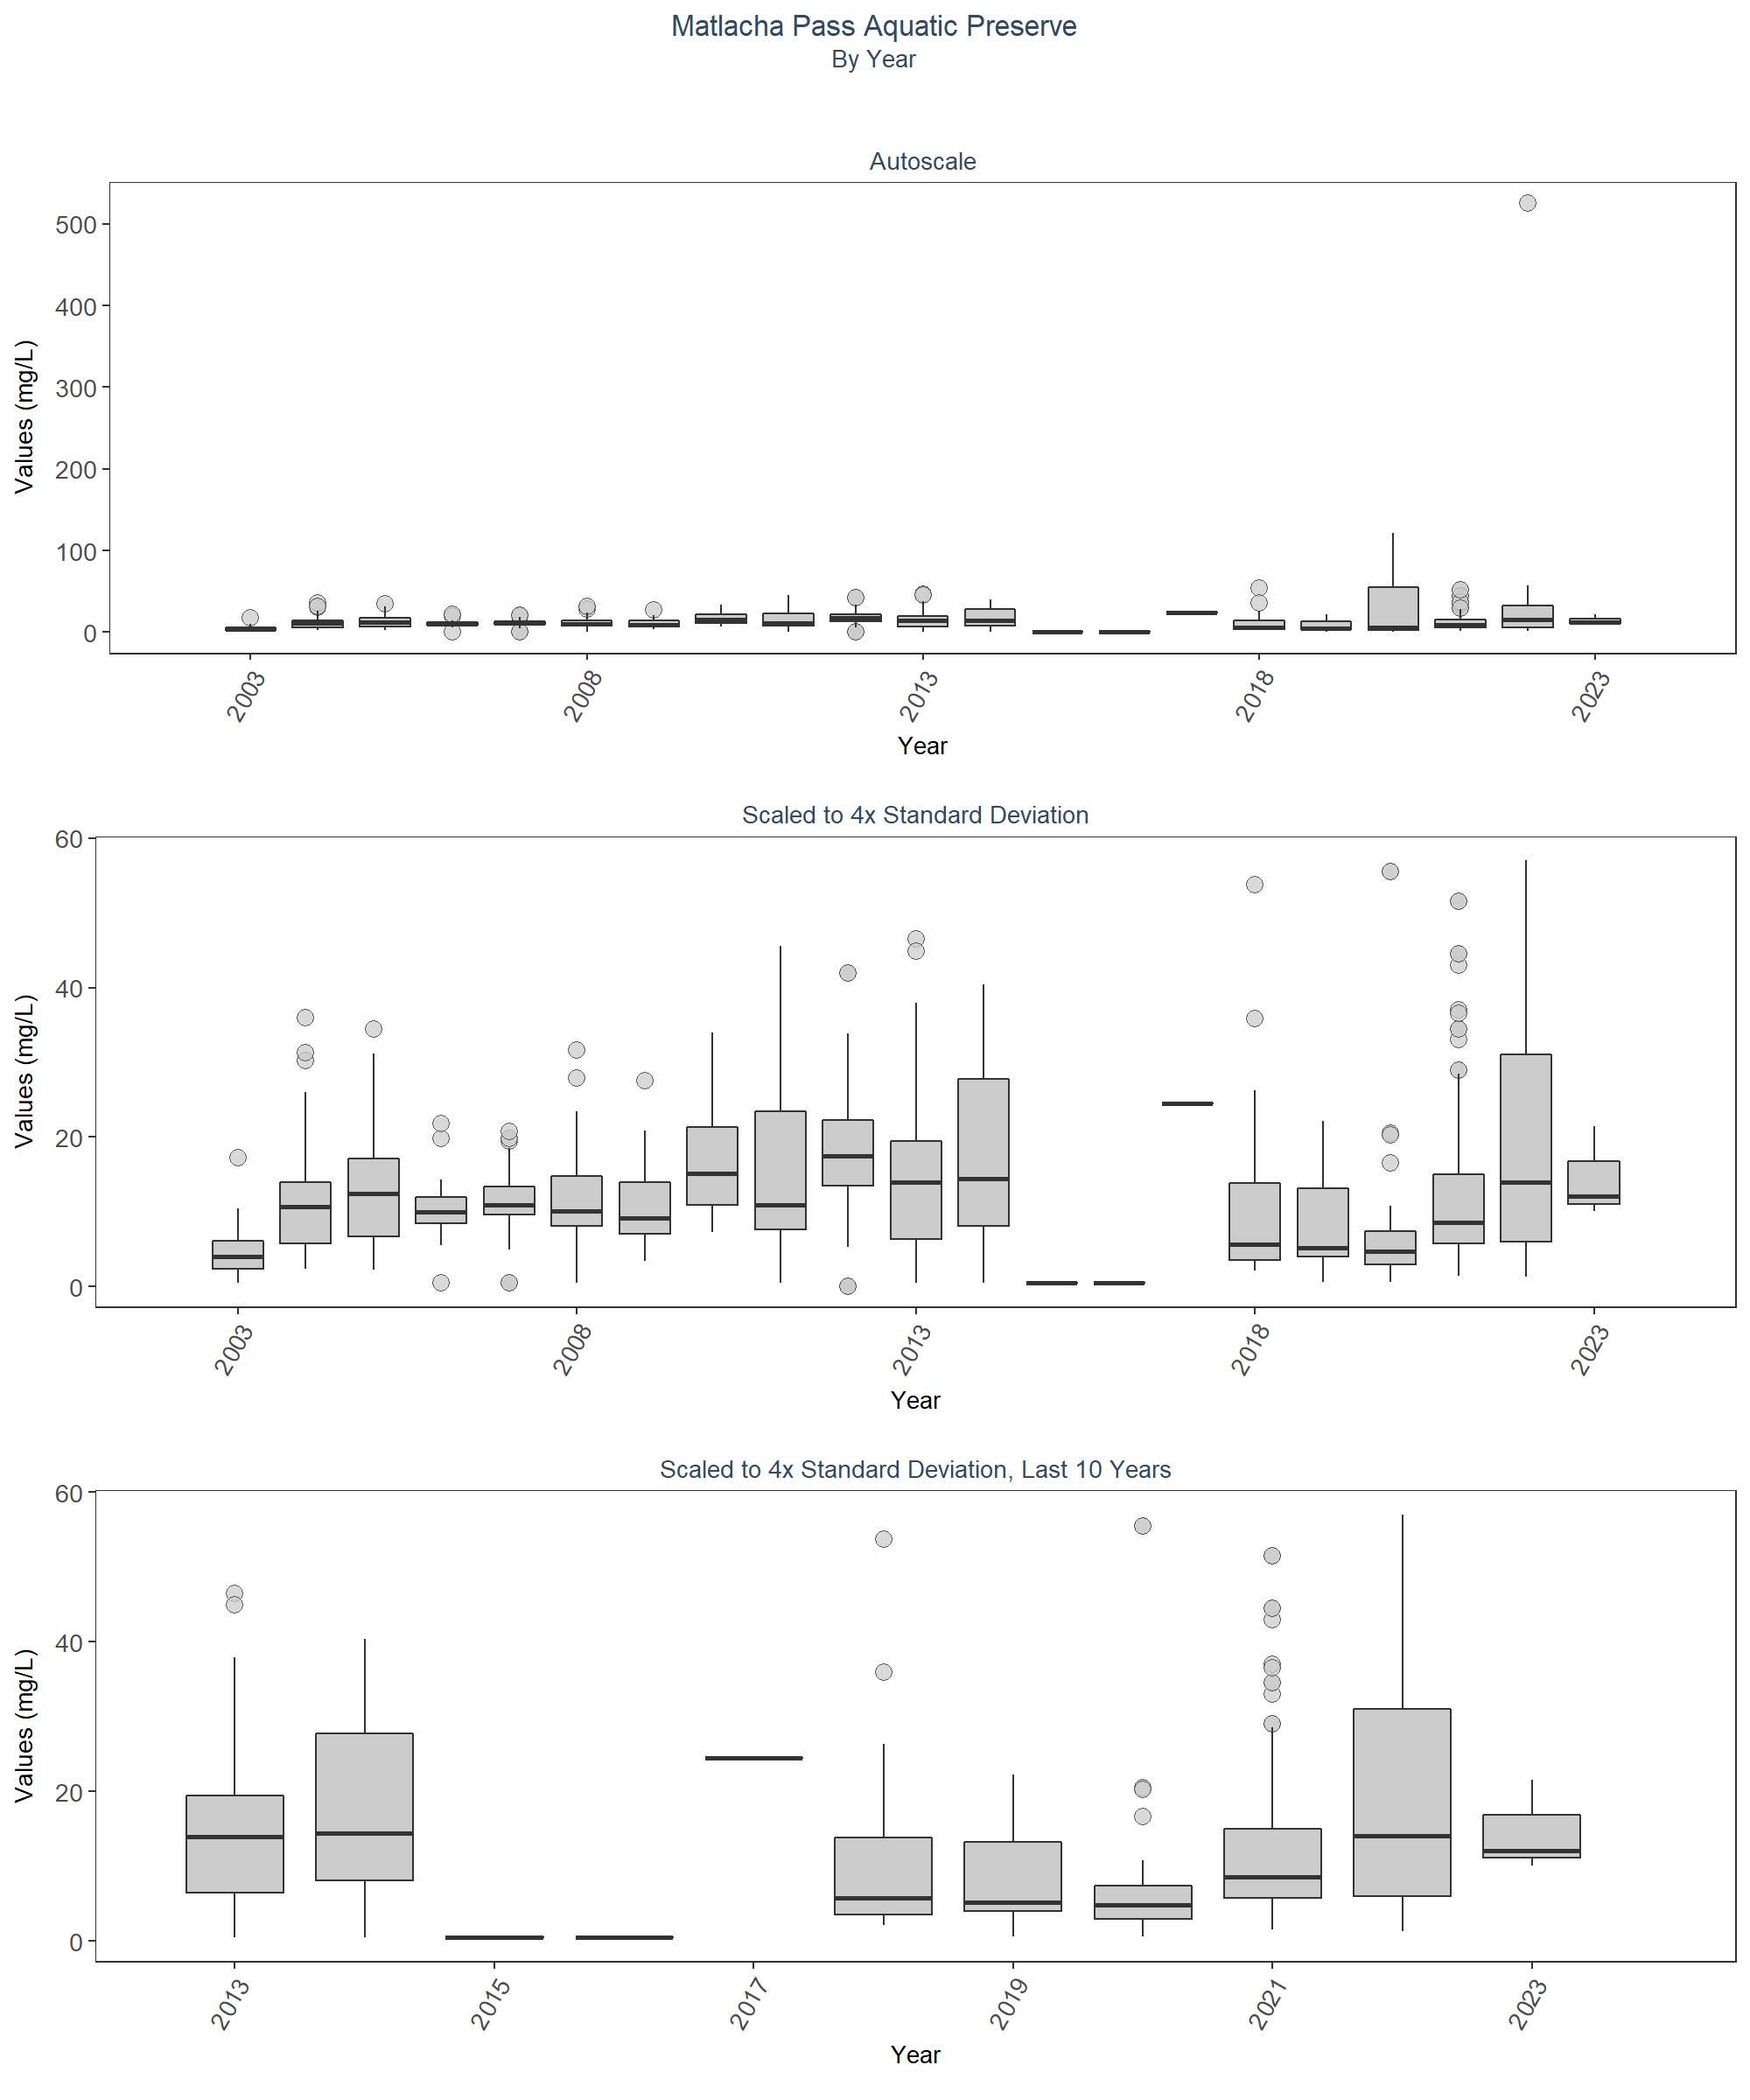 Matlacha Pass Aquatic Preserve
By Year
Autoscale
Values (mg/L)
500
400
300
200
100
0
2003
2008
2013
2018
2023
Year
Scaled to 4x Standard Deviation
Values (mg/L)
60
40
20
0
2003
2008
2013
2018
2023
Year
Scaled to 4x Standard Deviation, Last 10 Years
Values (mg/L)
60
40
20
0
2013
2015
2017
2019
2021
2023
Year